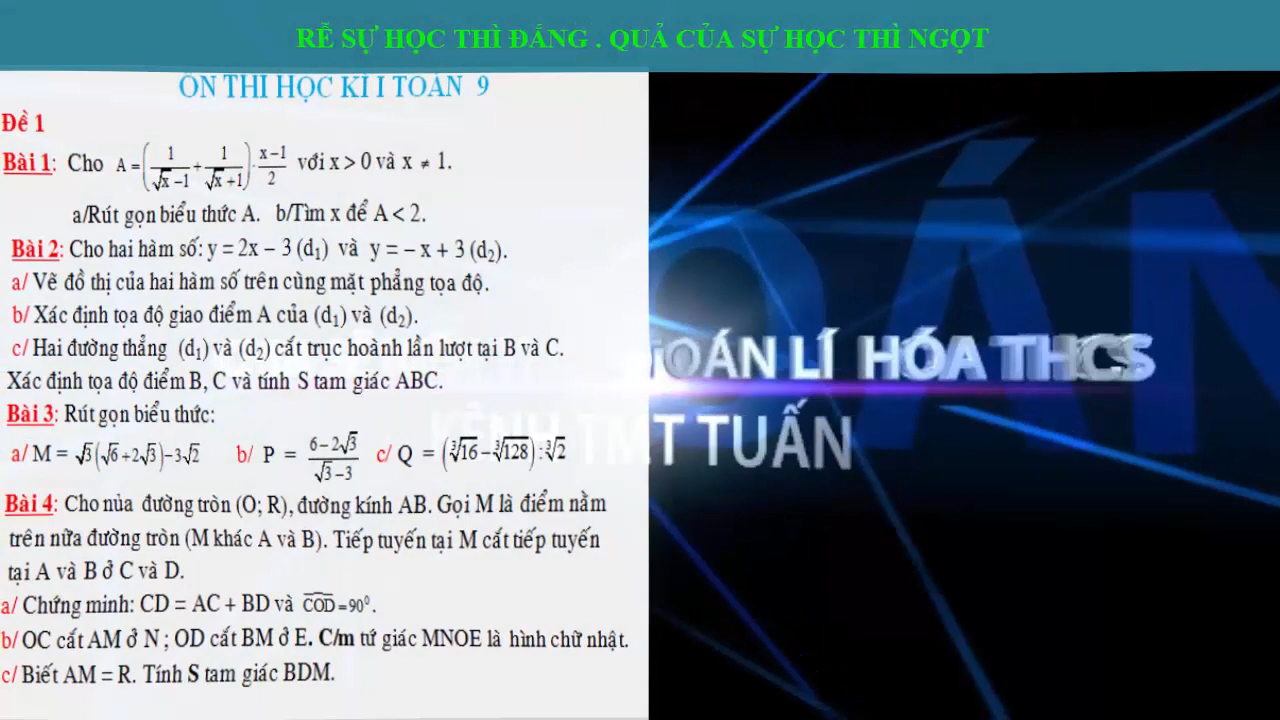 RỄ SỰ HỌC THÌ ĐẮNG . QUẢ CỦA SỰ HỌC THÌ NGỌT
ÔN THI HỌC KÌ I TOÁN 9
Đề 1
Bài 1: Cho A = (1/(√x − 1) + 1/(√x + 1)) · (x − 1)/2 với x > 0 và x ≠ 1.
a/Rút gọn biểu thức A. b/Tìm x để A < 2.
Bài 2: Cho hai hàm số: y = 2x − 3 (d₁) và y = − x + 3 (d₂).
a/ Vẽ đồ thị của hai hàm số trên cùng mặt phẳng tọa độ.
b/ Xác định tọa độ giao điểm A của (d₁) và (d₂).
c/ Hai đường thẳng (d₁) và (d₂) cắt trục hoành lần lượt tại B và C.
Xác định tọa độ điểm B, C và tính S tam giác ABC.
Bài 3: Rút gọn biểu thức:
a/ M = √3(√6 + 2√3) − 3√2 b/ P = (6 − 2√3)/(√3 − 3) c/ Q = (∛16 − ∛128) : ∛2
Bài 4: Cho nủa đường tròn (O; R), đường kính AB. Gọi M là điểm nằm
trên nữa đường tròn (M khác A và B). Tiếp tuyến tại M cắt tiếp tuyến
tại A và B ở C và D.
a/ Chứng minh: CD = AC + BD và COD = 90⁰.
b/ OC cắt AM ở N ; OD cắt BM ở E. C/m tứ giác MNOE là hình chữ nhật.
c/ Biết AM = R. Tính S tam giác BDM.
TOÁN LÍ HÓA THCS
KÊNH TMT TUẤN